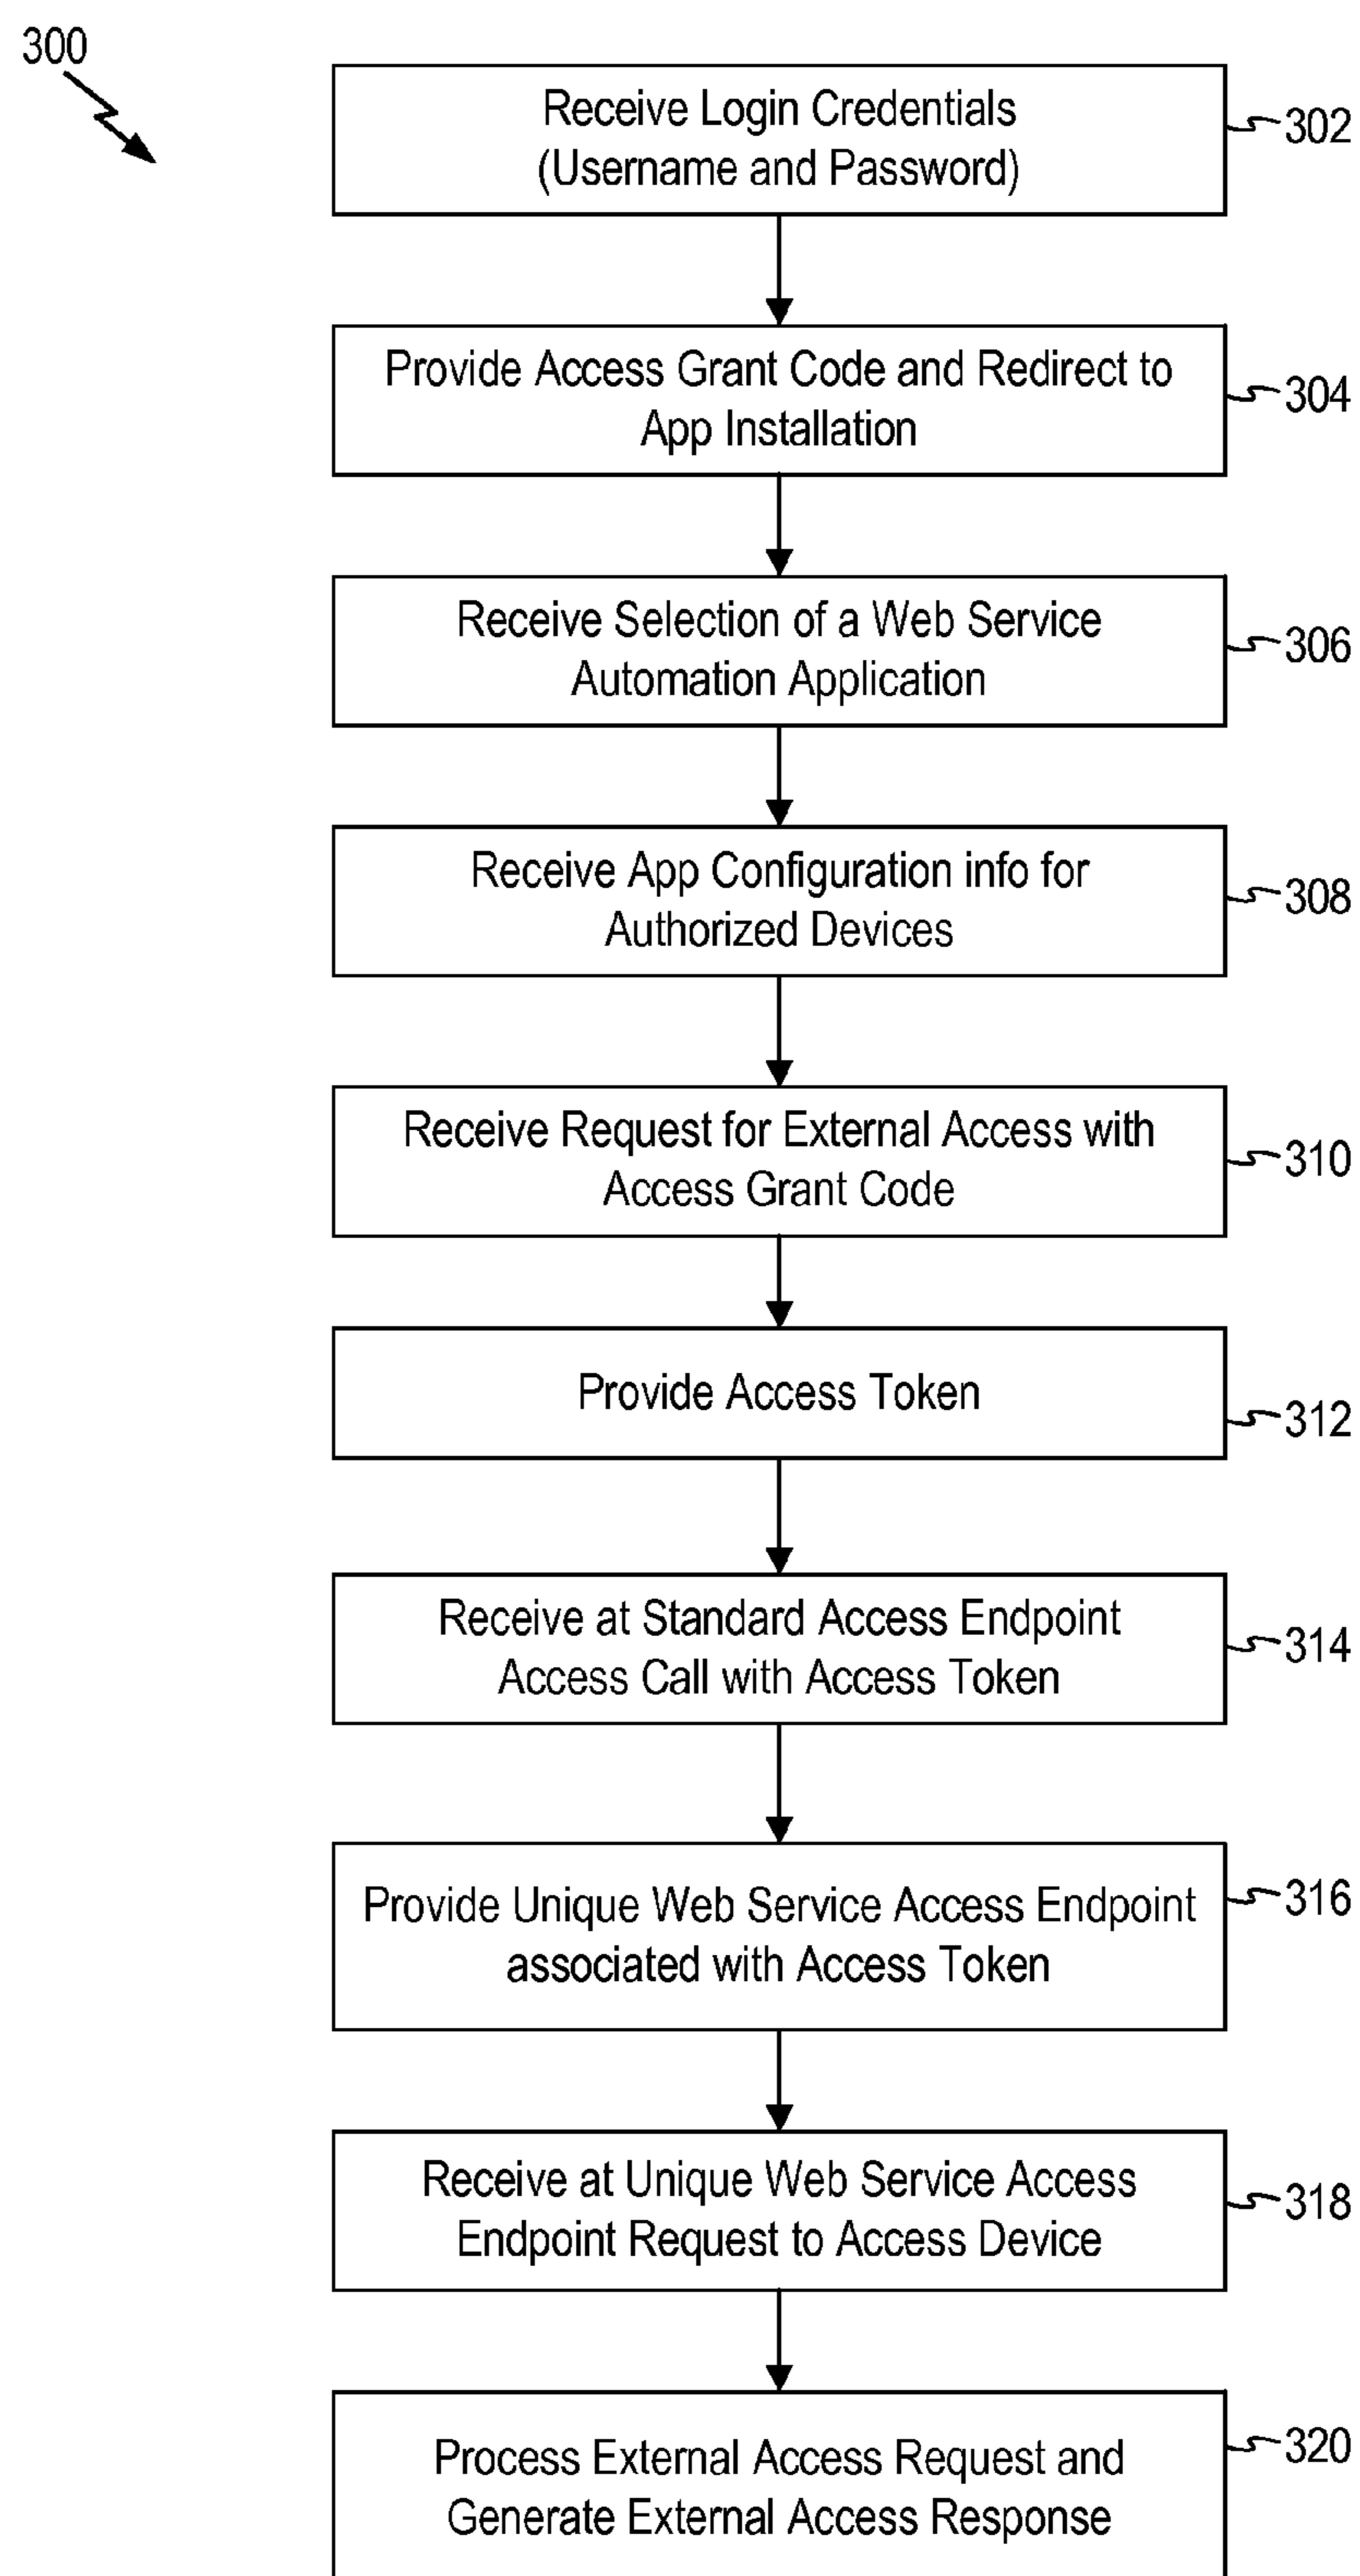 300
Receive Login Credentials
(Username and Password)
302
Provide Access Grant Code and Redirect to
App Installation
304
Receive Selection of a Web Service
Automation Application
306
Receive App Configuration info for
Authorized Devices
308
Receive Request for External Access with
Access Grant Code
310
Provide Access Token
312
Receive at Standard Access Endpoint
Access Call with Access Token
314
Provide Unique Web Service Access Endpoint
associated with Access Token
316
Receive at Unique Web Service Access
Endpoint Request to Access Device
318
Process External Access Request and
Generate External Access Response
320